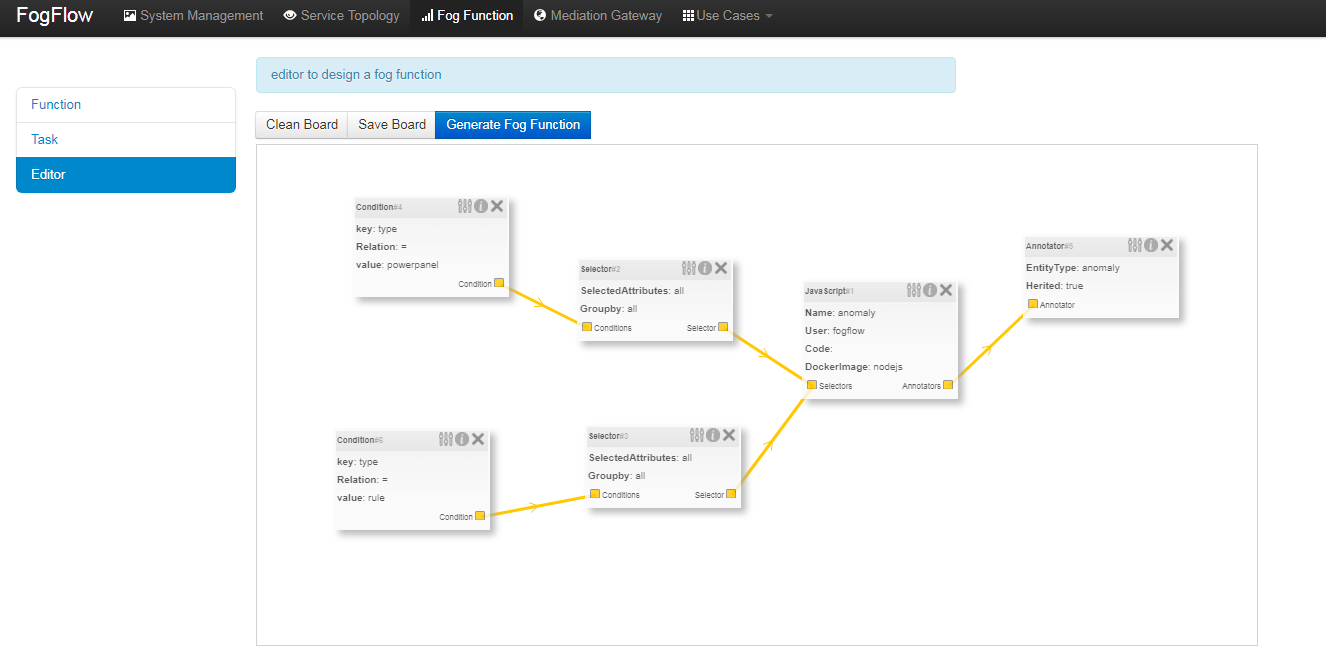 FogFlow
System Management
Service Topology
Fog Function
Mediation Gateway
Use Cases
Function
Task
Editor
editor to design a fog function
Clean Board
Save Board
Generate Fog Function
Condition#4
key: type
Relation: =
value: powerpanel
Condition
Selector#2
SelectedAttributes: all
Groupby: all
Conditions Selector
Condition#6
key: type
Relation: =
value: rule
Condition
Selector#3
SelectedAttributes: all
Groupby: all
Conditions Selector
JavaScript#1
Name: anomaly
User: fogflow
Code:
DockerImage: nodejs
Selectors Annotators
Annotator#5
EntityType: anomaly
Herited: true
Annotator